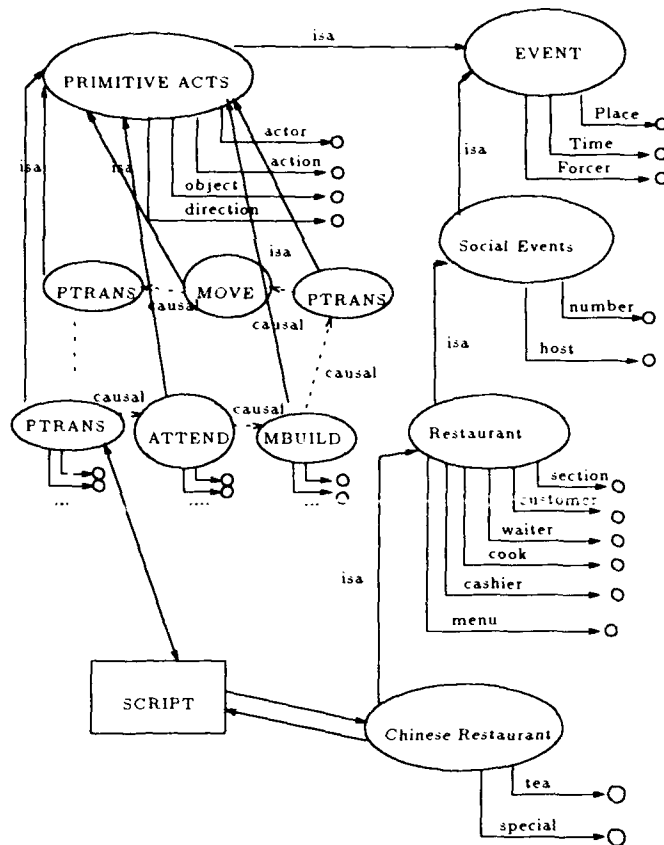 isa
EVENT
PRIMITIVE ACTS
Place
actor
Time
isa
isa
isa
action
Forcer
object
direction
isa
Social Events
PTRANS
MOVE
PTRANS
causal
number
causal
host
isa
causal
causal
causal
PTRANS
ATTEND
MBUILD
Restaurant
section
customer
waiter
cook
isa
cashier
menu
SCRIPT
Chinese Restaurant
tea
special